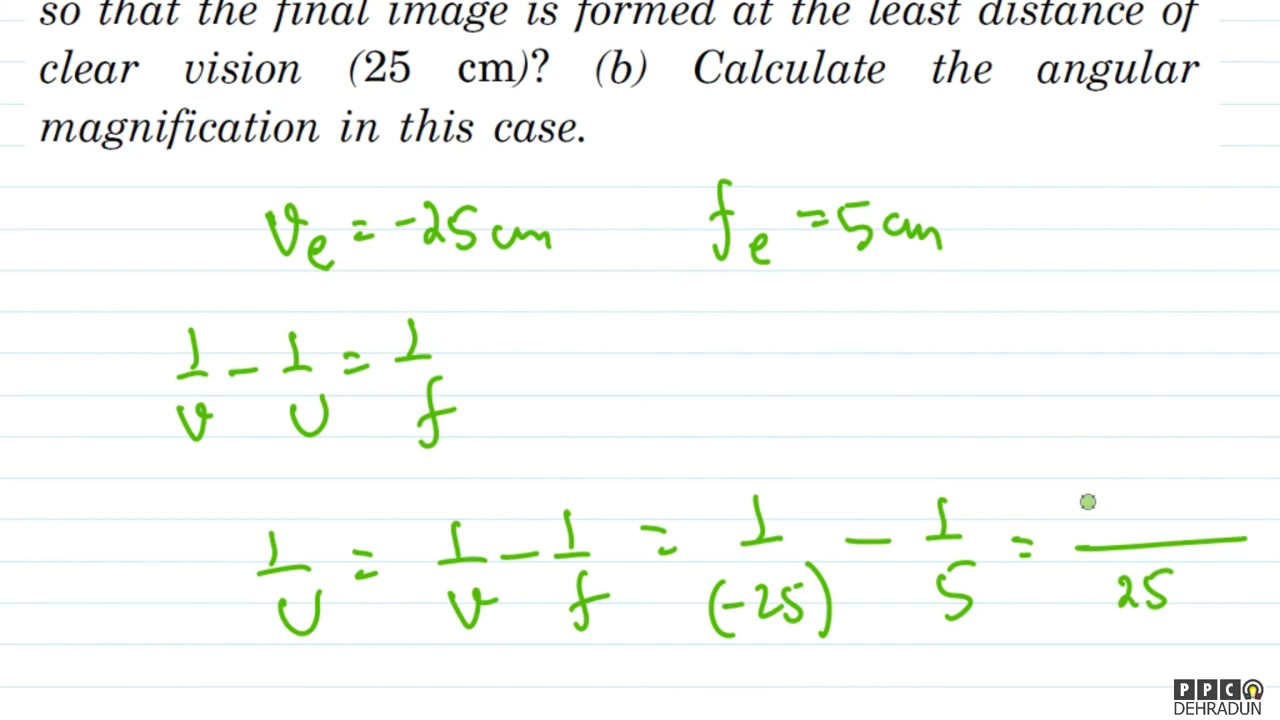 so that the final image is formed at the least distance of
clear vision (25 cm)? (b) Calculate the angular
magnification in this case.
vₑ = -25 cm fₑ = 5 cm
1/v - 1/u = 1/f
1/u = 1/v - 1/f = 1/(-25) - 1/5 = /25
PPC
DEHRADUN